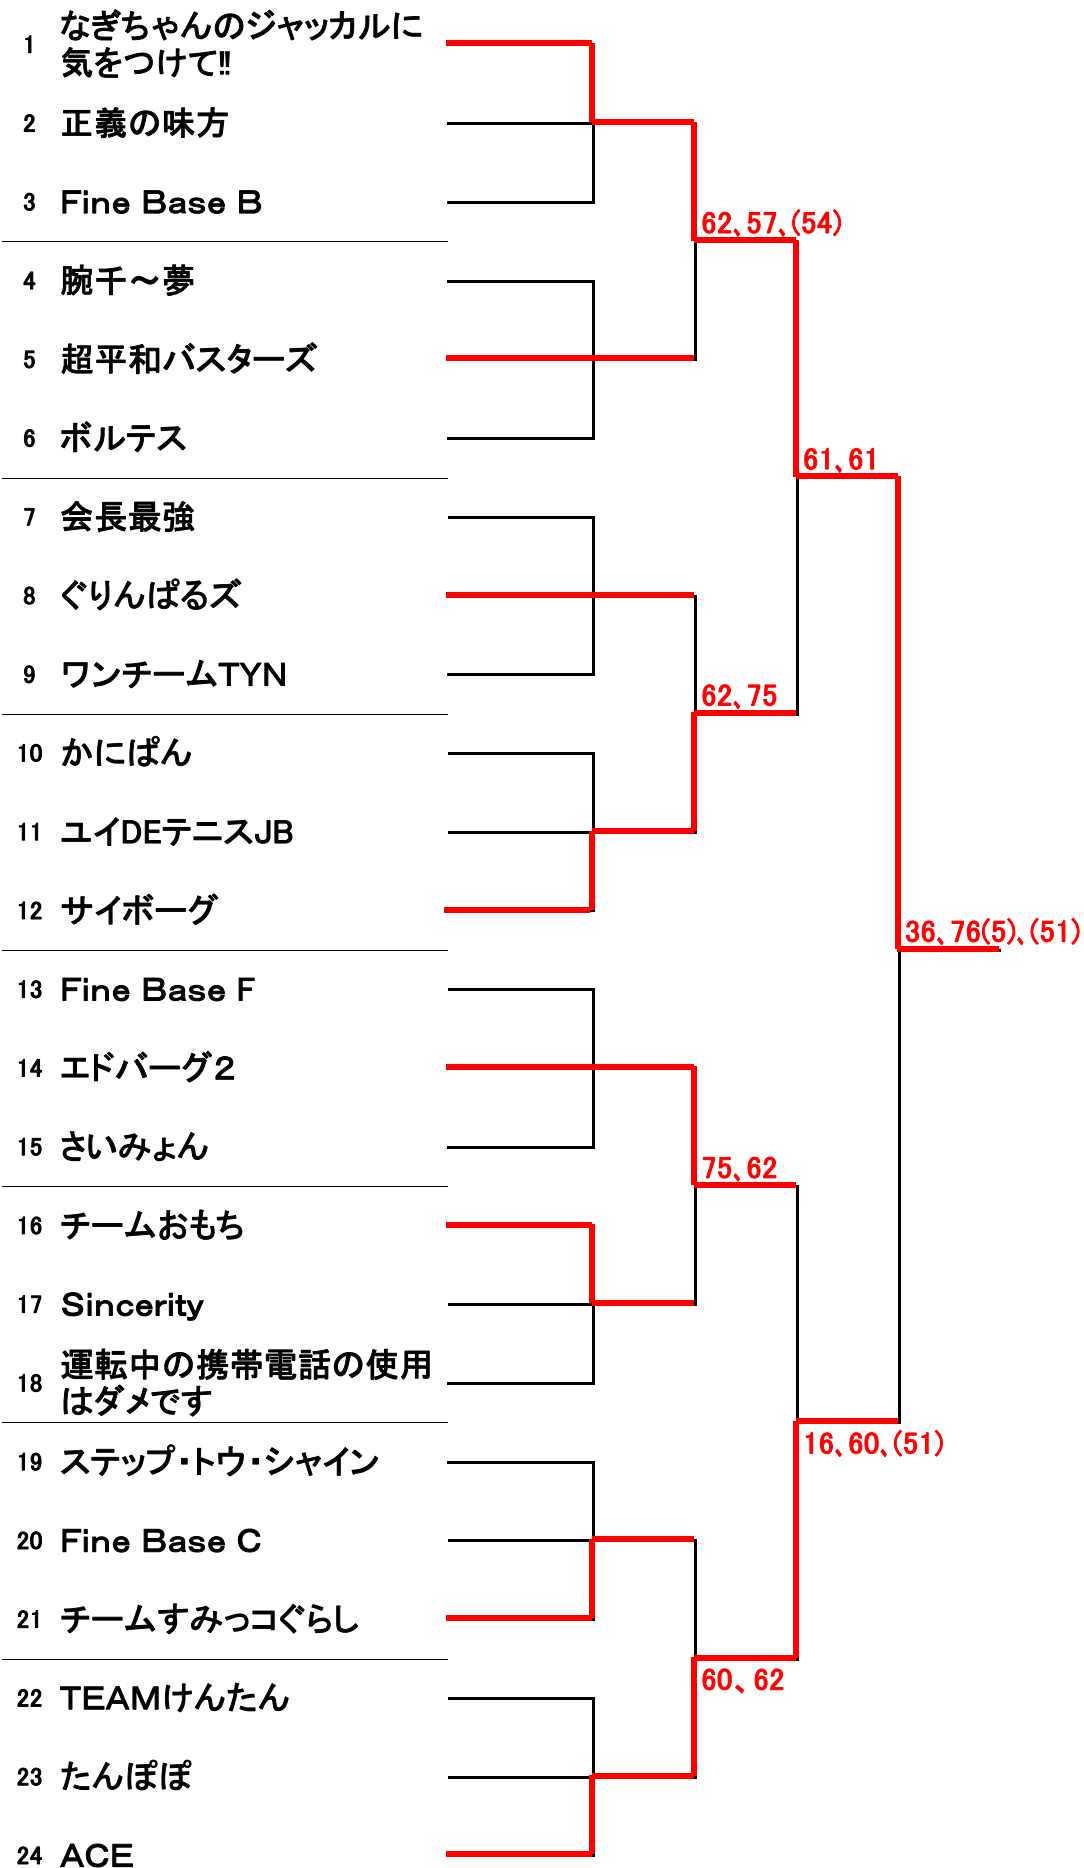 1 なぎちゃんのジャッカルに
気をつけて!!
2 正義の味方
3 Fine Base B
62、57、(54)
4 腕千～夢
5 超平和バスターズ
6 ボルテス
61、61
7 会長最強
8 ぐりんぱるズ
9 ワンチームTYN
62、75
10 かにぱん
11 ユイDEテニスJB
12 サイボーグ
36、76(5)、(51)
13 Fine Base F
14 エドバーグ2
15 さいみょん
75、62
16 チームおもち
17 Sincerity
18 運転中の携帯電話の使用
はダメです
16、60、(51)
19 ステップ・トウ・シャイン
20 Fine Base C
21 チームすみっコぐらし
60、62
22 TEAMけんたん
23 たんぽぽ
24 ACE